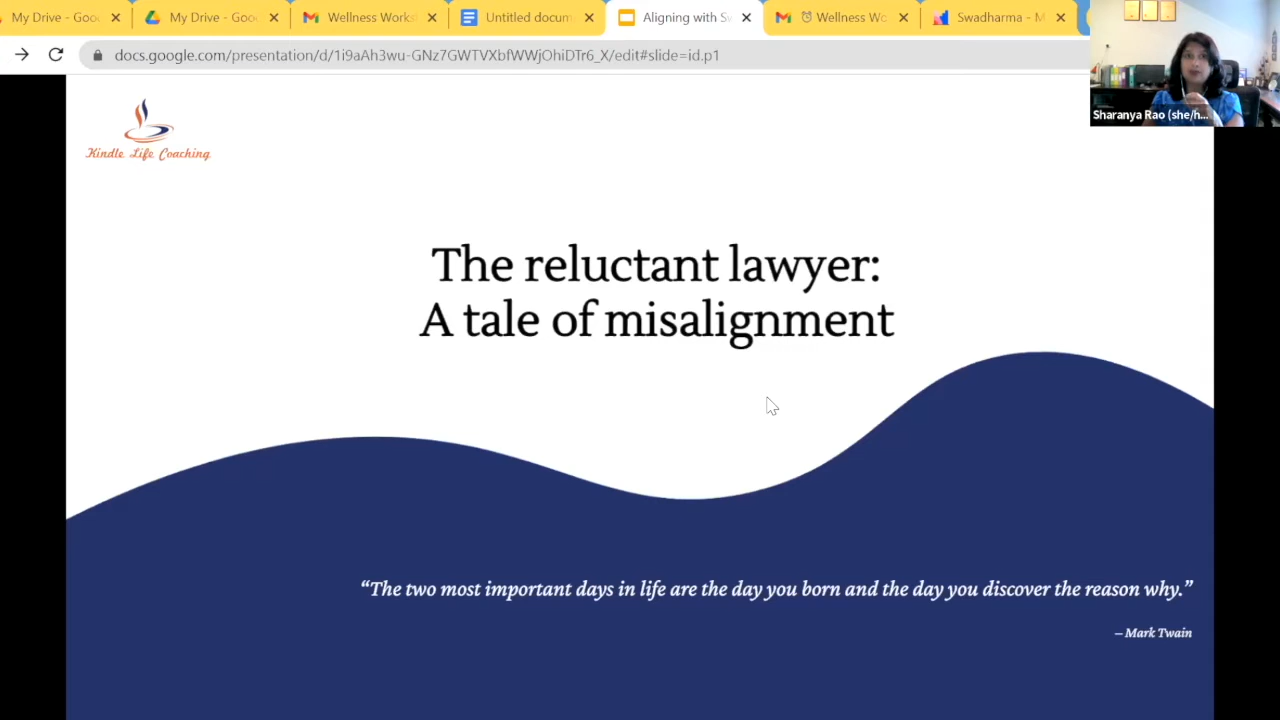 My Drive - Goo
My Drive - Goo
Wellness Works
Untitled docum
Aligning with Sw
Wellness Wo
Swadharma - M
docs.google.com/presentation/d/1i9aAh3wu-GNz7GWTVXbfWWjOhiDTr6_X/edit#slide=id.p1
Sharanya Rao (she/h...
Kindle Life Coaching
The reluctant lawyer:
A tale of misalignment
“The two most important days in life are the day you born and the day you discover the reason why.”
– Mark Twain